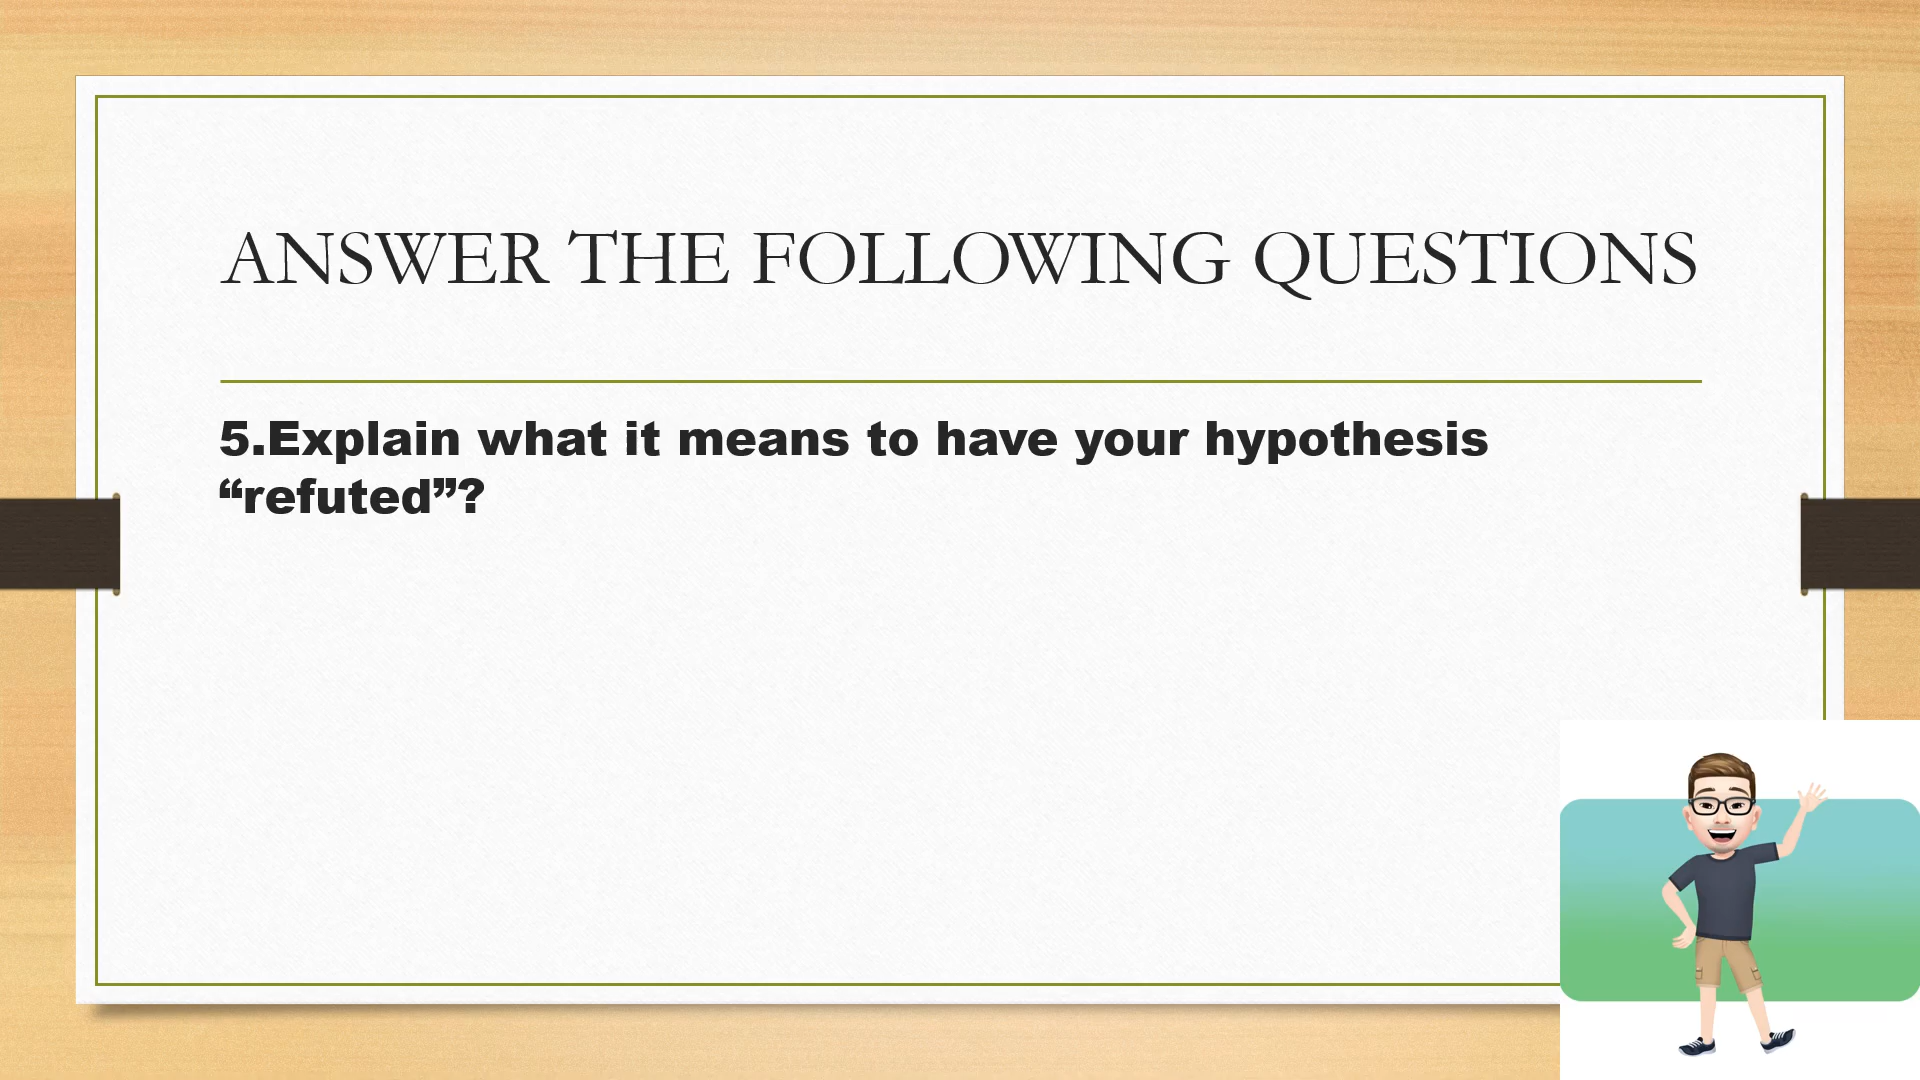 ANSWER THE FOLLOWING QUESTIONS
5.Explain what it means to have your hypothesis
“refuted”?